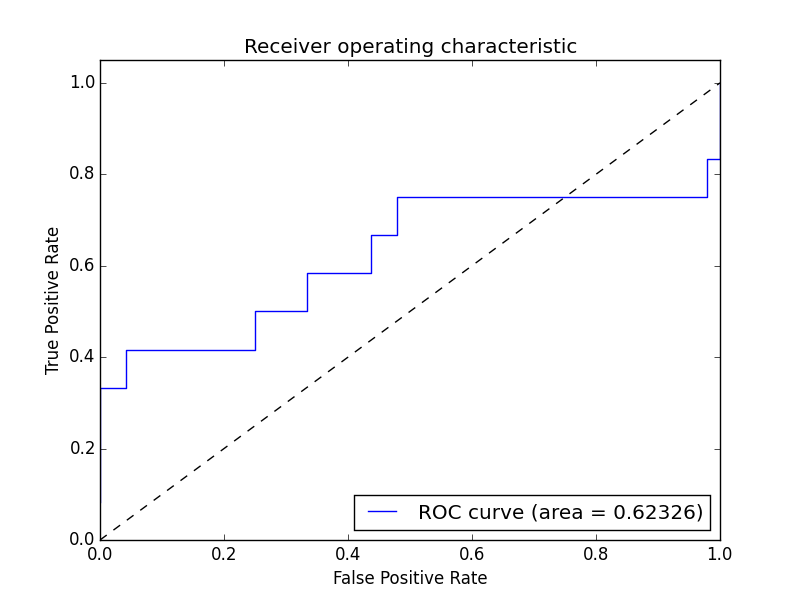 Receiver operating characteristic
1.0
0.8
0.6
0.4
0.2
0.0
True Positive Rate
ROC curve (area = 0.62326)
0.0 0.2 0.4 0.6 0.8 1.0
False Positive Rate